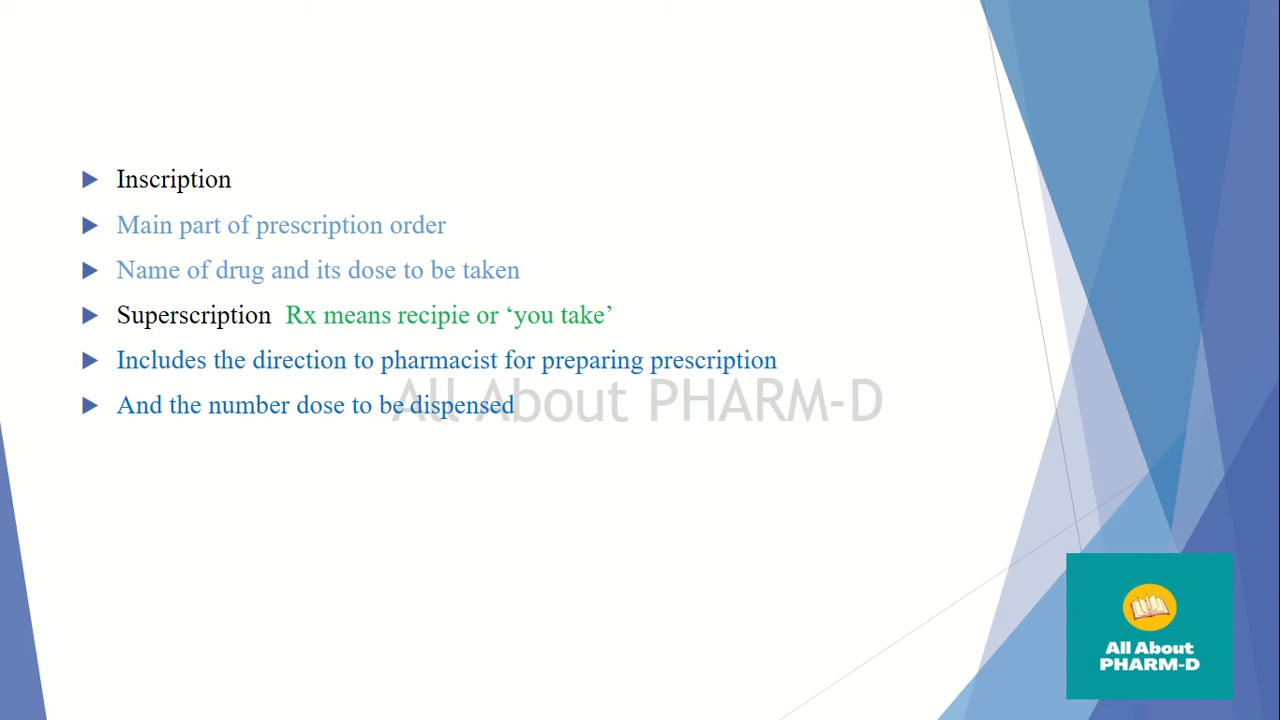 Inscription
Main part of prescription order
Name of drug and its dose to be taken
Superscription Rx means recipie or ‘you take’
Includes the direction to pharmacist for preparing prescription
And the number dose to be dispensed
All About PHARM-D
All About
PHARM-D